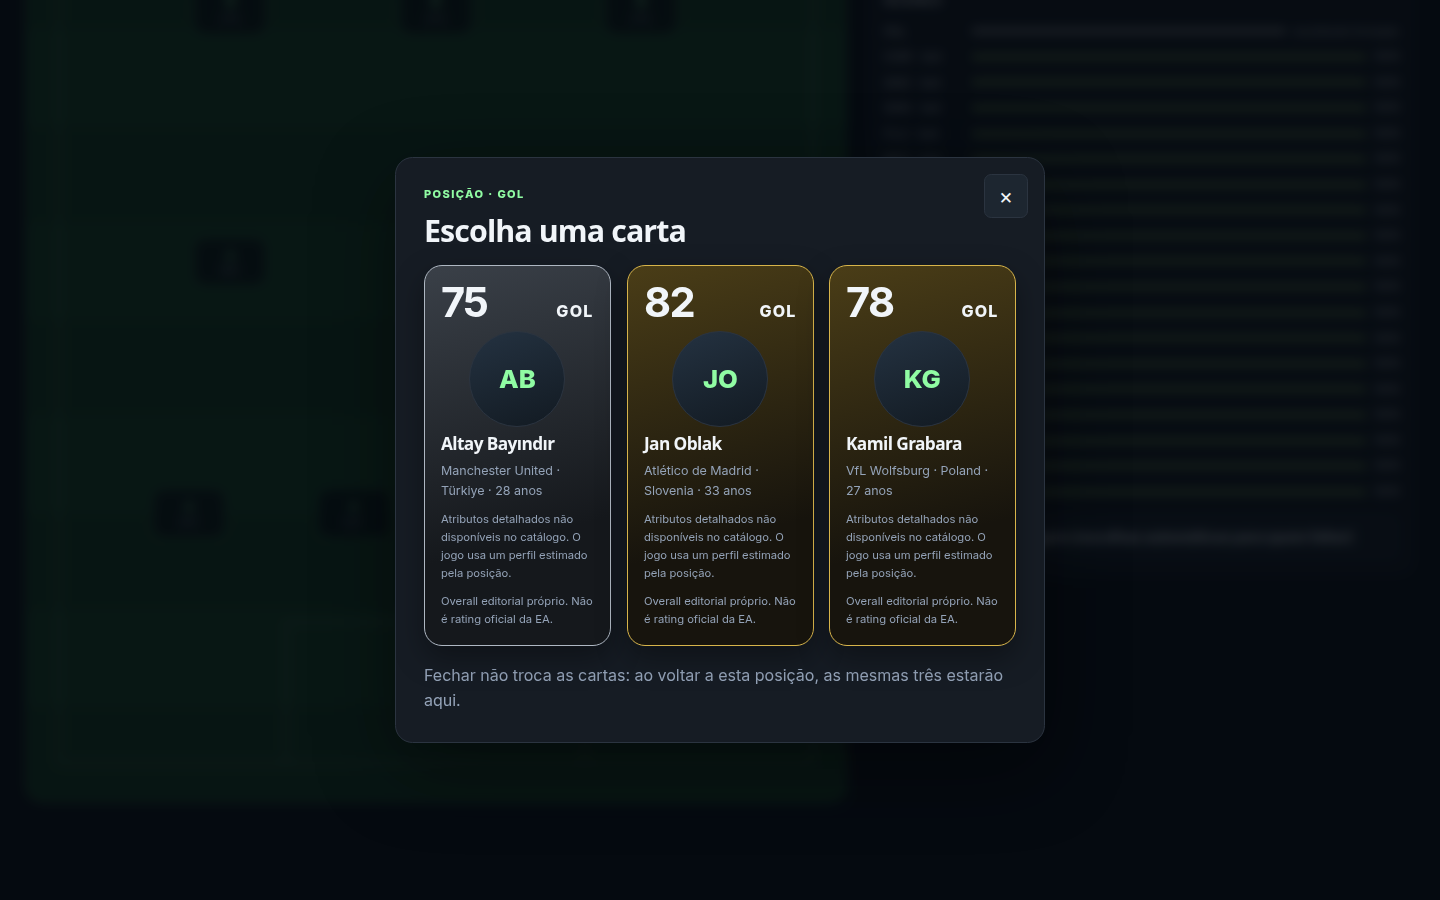 POSIÇÃO · GOL
×
Escolha uma carta
75 GOL
AB
Altay Bayındır
Manchester United ·
Türkiye · 28 anos
Atributos detalhados não
disponíveis no catálogo. O
jogo usa um perfil estimado
pela posição.
Overall editorial próprio. Não
é rating oficial da EA.
82 GOL
JO
Jan Oblak
Atlético de Madrid ·
Slovenia · 33 anos
Atributos detalhados não
disponíveis no catálogo. O
jogo usa um perfil estimado
pela posição.
Overall editorial próprio. Não
é rating oficial da EA.
78 GOL
KG
Kamil Grabara
VfL Wolfsburg · Poland ·
27 anos
Atributos detalhados não
disponíveis no catálogo. O
jogo usa um perfil estimado
pela posição.
Overall editorial próprio. Não
é rating oficial da EA.
Fechar não troca as cartas: ao voltar a esta posição, as mesmas três estarão
aqui.